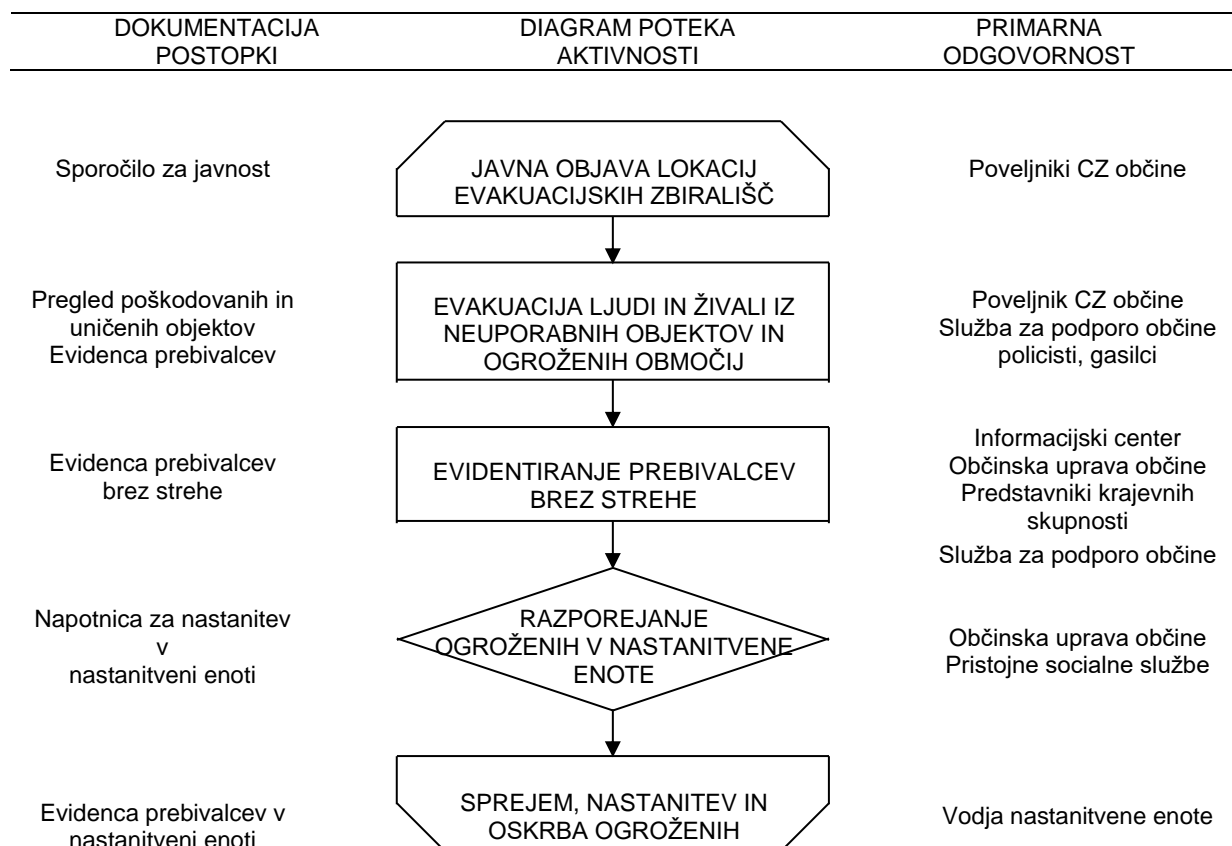 DOKUMENTACIJA
POSTOPKI
DIAGRAM POTEKA
AKTIVNOSTI
PRIMARNA
ODGOVORNOST
Sporočilo za javnost
JAVNA OBJAVA LOKACIJ
EVAKUACIJSKIH ZBIRALIŠČ
Poveljniki CZ občine
Pregled poškodovanih in
uničenih objektov
Evidenca prebivalcev
EVAKUACIJA LJUDI IN ŽIVALI IZ
NEUPORABNIH OBJEKTOV IN
OGROŽENIH OBMOČIJ
Poveljnik CZ občine
Služba za podporo občine
policisti, gasilci
Evidenca prebivalcev
brez strehe
EVIDENTIRANJE PREBIVALCEV
BREZ STREHE
Informacijski center
Občinska uprava občine
Predstavniki krajevnih
skupnosti
Služba za podporo občine
Napotnica za nastanitev
v
nastanitveni enoti
RAZPOREJANJE
OGROŽENIH V NASTANITVENE
ENOTE
Občinska uprava občine
Pristojne socialne službe
Evidenca prebivalcev v
nastanitveni enoti
SPREJEM, NASTANITEV IN
OSKRBA OGROŽENIH
Vodja nastanitvene enote